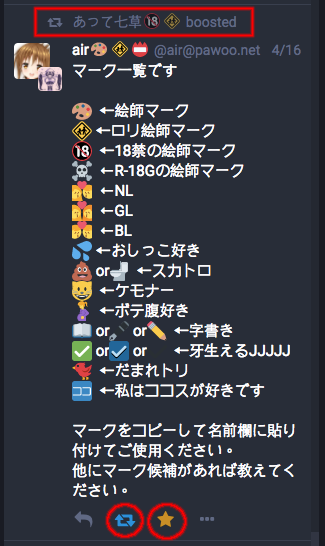 あって七草🔞🚸 boosted
air🎨🚸📛 @air@pawoo.net 4/16
マーク一覧です
🎨←絵師マーク
🚸←ロリ絵師マーク
🔞←18禁の絵師マーク
☠←R-18Gの絵師マーク
←NL
←GL
←BL
💦←おしっこ好き
💩or🚽 ←スカトロ
😺←ケモナー
🤰←ボテ腹好き
📖or🖋or✏️ ←字書き
✅or☑️or ←牙生えるJJJJJ
🐦←だまれトリ
🈁←私はココスが好きです
マークをコピーして名前欄に貼り
付けてご使用ください。
他にマーク候補があれば教えてく
ださい。